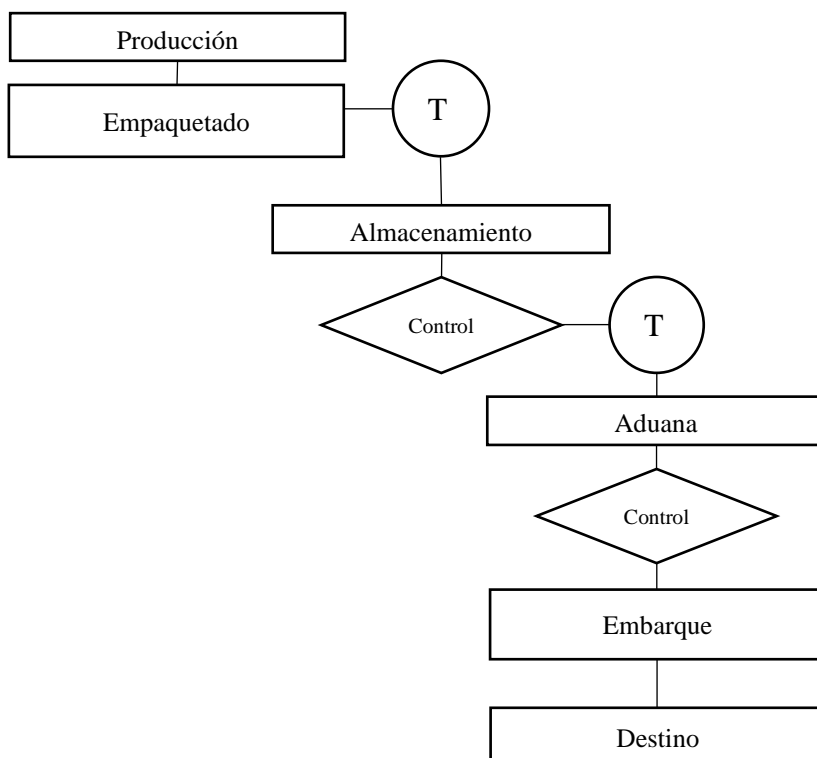 Producción
Empaquetado
T
Almacenamiento
Control
T
Aduana
Control
Embarque
Destino